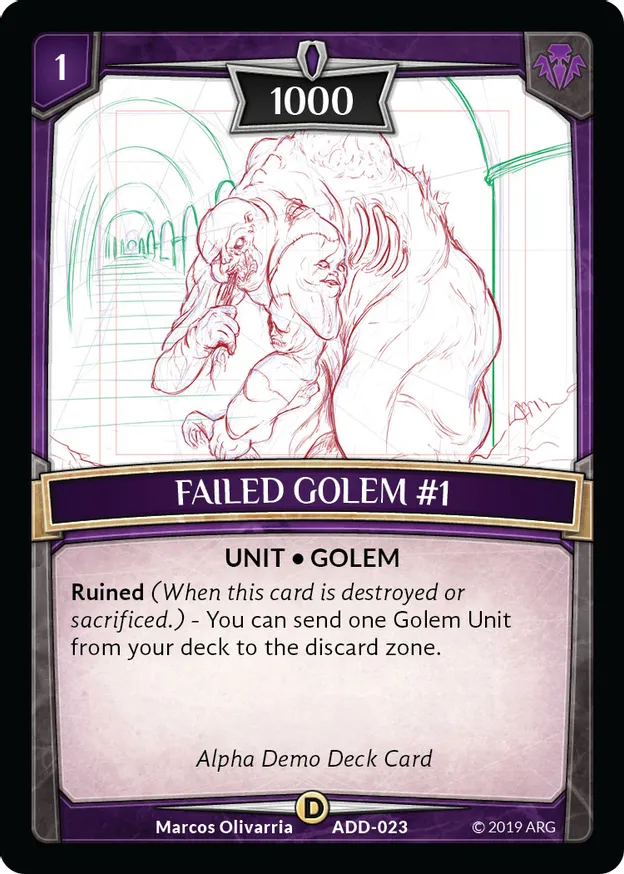 1
1000
FAILED GOLEM #1
UNIT • GOLEM
Ruined (When this card is destroyed or
sacrificed.) - You can send one Golem Unit
from your deck to the discard zone.
Alpha Demo Deck Card
D
Marcos Olivarria ADD-023 © 2019 ARG